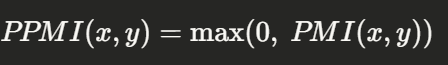 PPMI(x, y) = max(0, PMI(x, y))